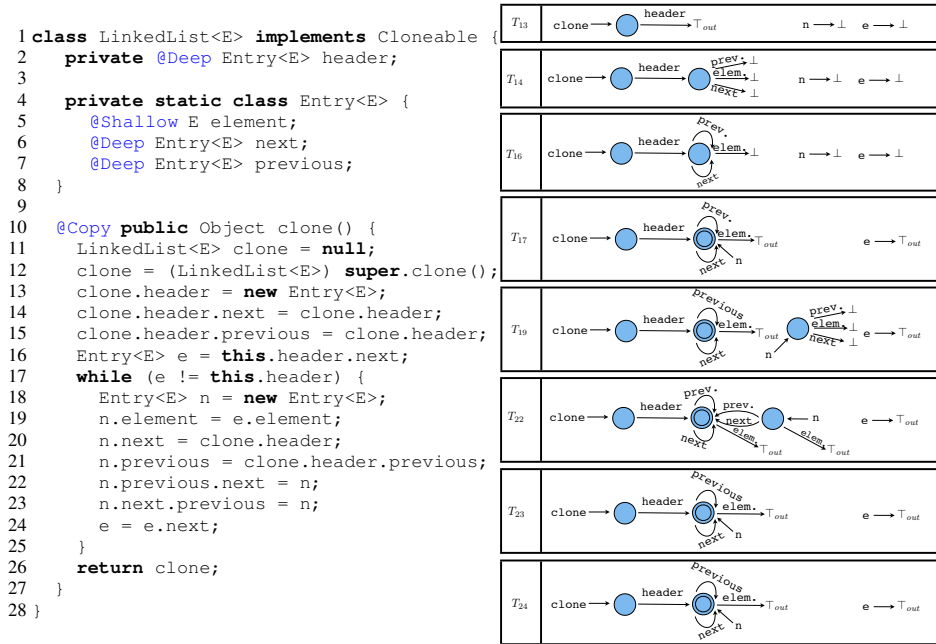 1 class LinkedList<E> implements Cloneable {
2 private @Deep Entry<E> header;
3
4 private static class Entry<E> {
5 @Shallow E element;
6 @Deep Entry<E> next;
7 @Deep Entry<E> previous;
8 }
9
10 @Copy public Object clone() {
11 LinkedList<E> clone = null;
12 clone = (LinkedList<E>) super.clone();
13 clone.header = new Entry<E>;
14 clone.header.next = clone.header;
15 clone.header.previous = clone.header;
16 Entry<E> e = this.header.next;
17 while (e != this.header) {
18 Entry<E> n = new Entry<E>;
19 n.element = e.element;
20 n.next = clone.header;
21 n.previous = clone.header.previous;
22 n.previous.next = n;
23 n.next.previous = n;
24 e = e.next;
25 }
26 return clone;
27 }
28 }
T13 clone header ⊤out n ⊥ e ⊥
T14 clone header prev. ⊥ elem. ⊥ next ⊥ n ⊥ e ⊥
T16 clone header prev. elem. ⊥ next n ⊥ e ⊥
T17 clone header prev. elem. ⊤out next n e ⊤out
T19 clone header previous elem. ⊤out next n prev. ⊥ elem. ⊥ next ⊥ e ⊤out
T22 clone header prev. next elem. ⊤out prev. next n elem. ⊤out e ⊤out
T23 clone header previous elem. ⊤out next n e ⊤out
T24 clone header previous elem. ⊤out next n e ⊤out